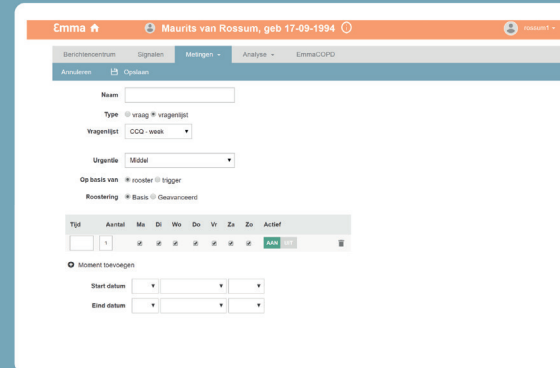 Emma Maurits van Rossum, geb 17-09-1994 rossum1
Berichtencentrum Signalen Metingen Analyse EmmaCOPD
Annuleren Opslaan
Naam
Type vraag vragenlijst
Vragenlijst CCQ - week
Urgentie Middel
Op basis van rooster trigger
Roostering Basis Geavanceerd
Tijd Aantal Ma Di Wo Do Vr Za Zo Actief
1 AAN UIT
Moment toevoegen
Start datum
Eind datum